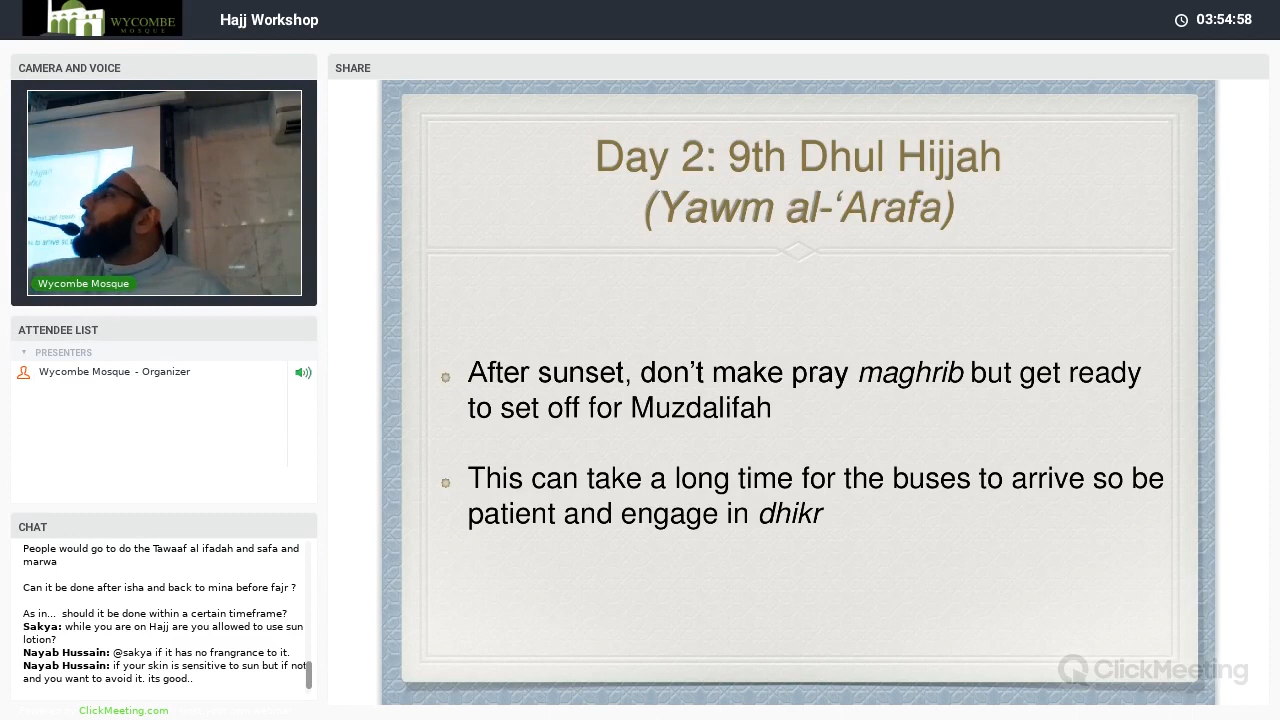 WYCOMBE
MOSQUE
Hajj Workshop
03:54:58
CAMERA AND VOICE
Wycombe Mosque
ATTENDEE LIST
PRESENTERS
Wycombe Mosque - Organizer
CHAT
People would go to do the Tawaaf al ifadah and safa and
marwa
Can it be done after isha and back to mina before fajr ?
As in... should it be done within a certain timeframe?
Sakya: while you are on Hajj are you allowed to use sun
lotion?
Nayab Hussain: @sakya if it has no frangrance to it.
Nayab Hussain: if your skin is sensitive to sun but if not
and you want to avoid it. its good..
ClickMeeting.com
SHARE
Day 2: 9th Dhul Hijjah
(Yawm al-‘Arafa)
After sunset, don’t make pray maghrib but get ready
to set off for Muzdalifah
This can take a long time for the buses to arrive so be
patient and engage in dhikr
ClickMeeting